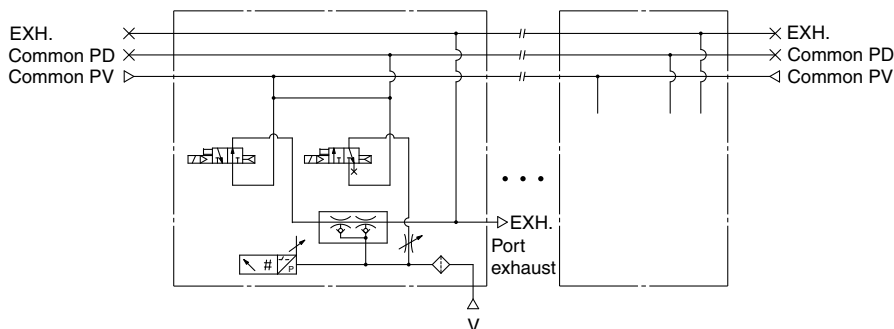 EXH.
EXH.
Common PD
Common PD
Common PV
Common PV
EXH.
Port
exhaust
#
P
V